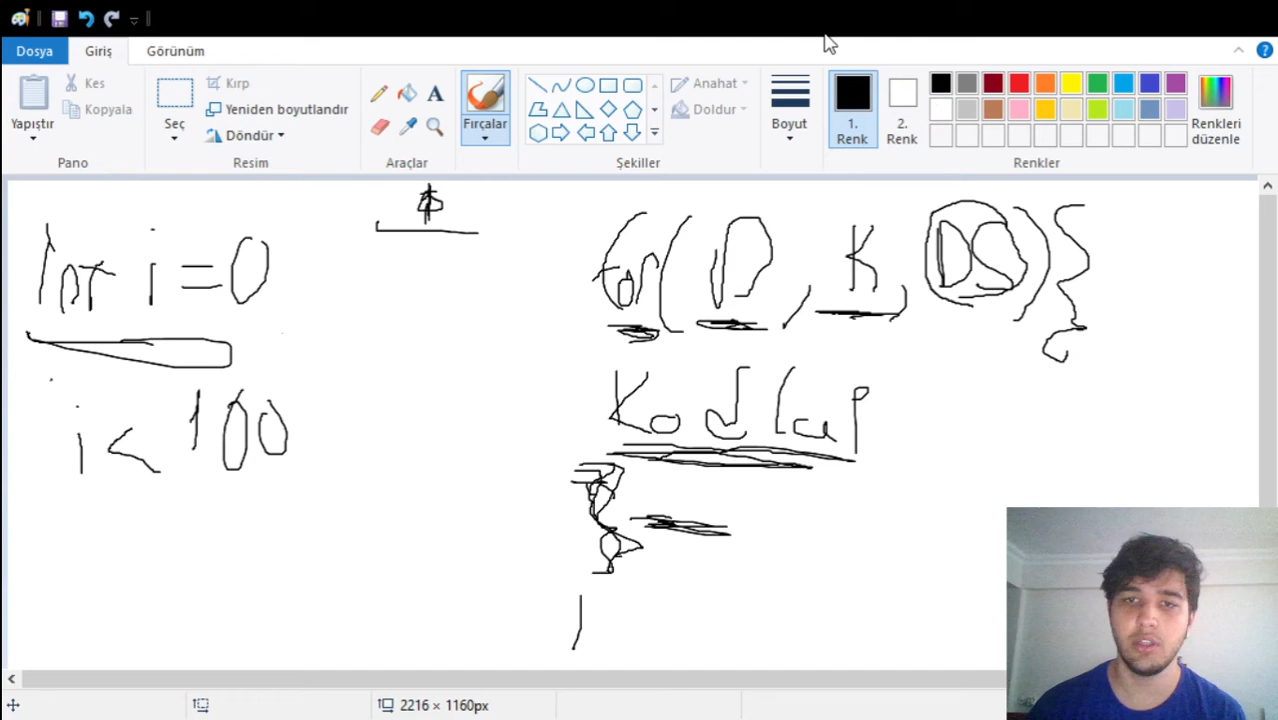 Dosya Giriş Görünüm
Yapıştır
Kes
Kopyala
Pano
Seç
Kırp
Yeniden boyutlandır
Döndür
Resim
A
Araçlar
Fırçalar
Şekiller
Anahat
Doldur
Boyut
1.
Renk
2.
Renk
Renkleri
düzenle
Renkler
int i = 0
i < 100
for( D, K, DS ) {
Kodlar
}
2216 × 1160px